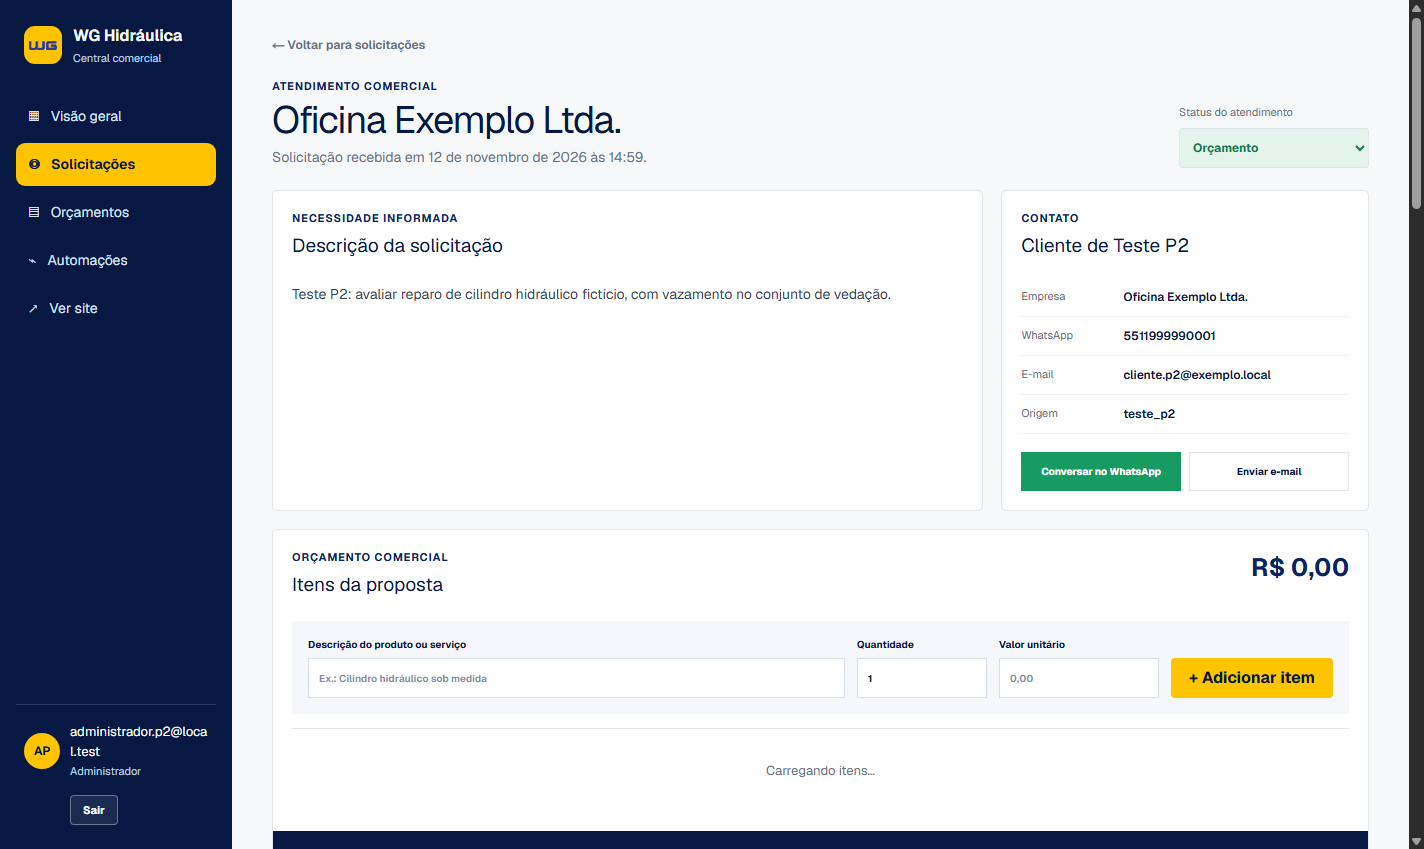 WG
WG Hidráulica
Central comercial
Visão geral
Solicitações
Orçamentos
Automações
Ver site
AP
administrador.p2@loca
l.test
Administrador
Sair
← Voltar para solicitações
ATENDIMENTO COMERCIAL
Oficina Exemplo Ltda.
Solicitação recebida em 12 de novembro de 2026 às 14:59.
Status do atendimento
Orçamento
NECESSIDADE INFORMADA
Descrição da solicitação
Teste P2: avaliar reparo de cilindro hidráulico fictício, com vazamento no conjunto de vedação.
CONTATO
Cliente de Teste P2
Empresa Oficina Exemplo Ltda.
WhatsApp 5511999990001
E-mail cliente.p2@exemplo.local
Origem teste_p2
Conversar no WhatsApp Enviar e-mail
ORÇAMENTO COMERCIAL
Itens da proposta
R$ 0,00
Descrição do produto ou serviço Quantidade Valor unitário
Ex.: Cilindro hidráulico sob medida 1 0,00 + Adicionar item
Carregando itens…